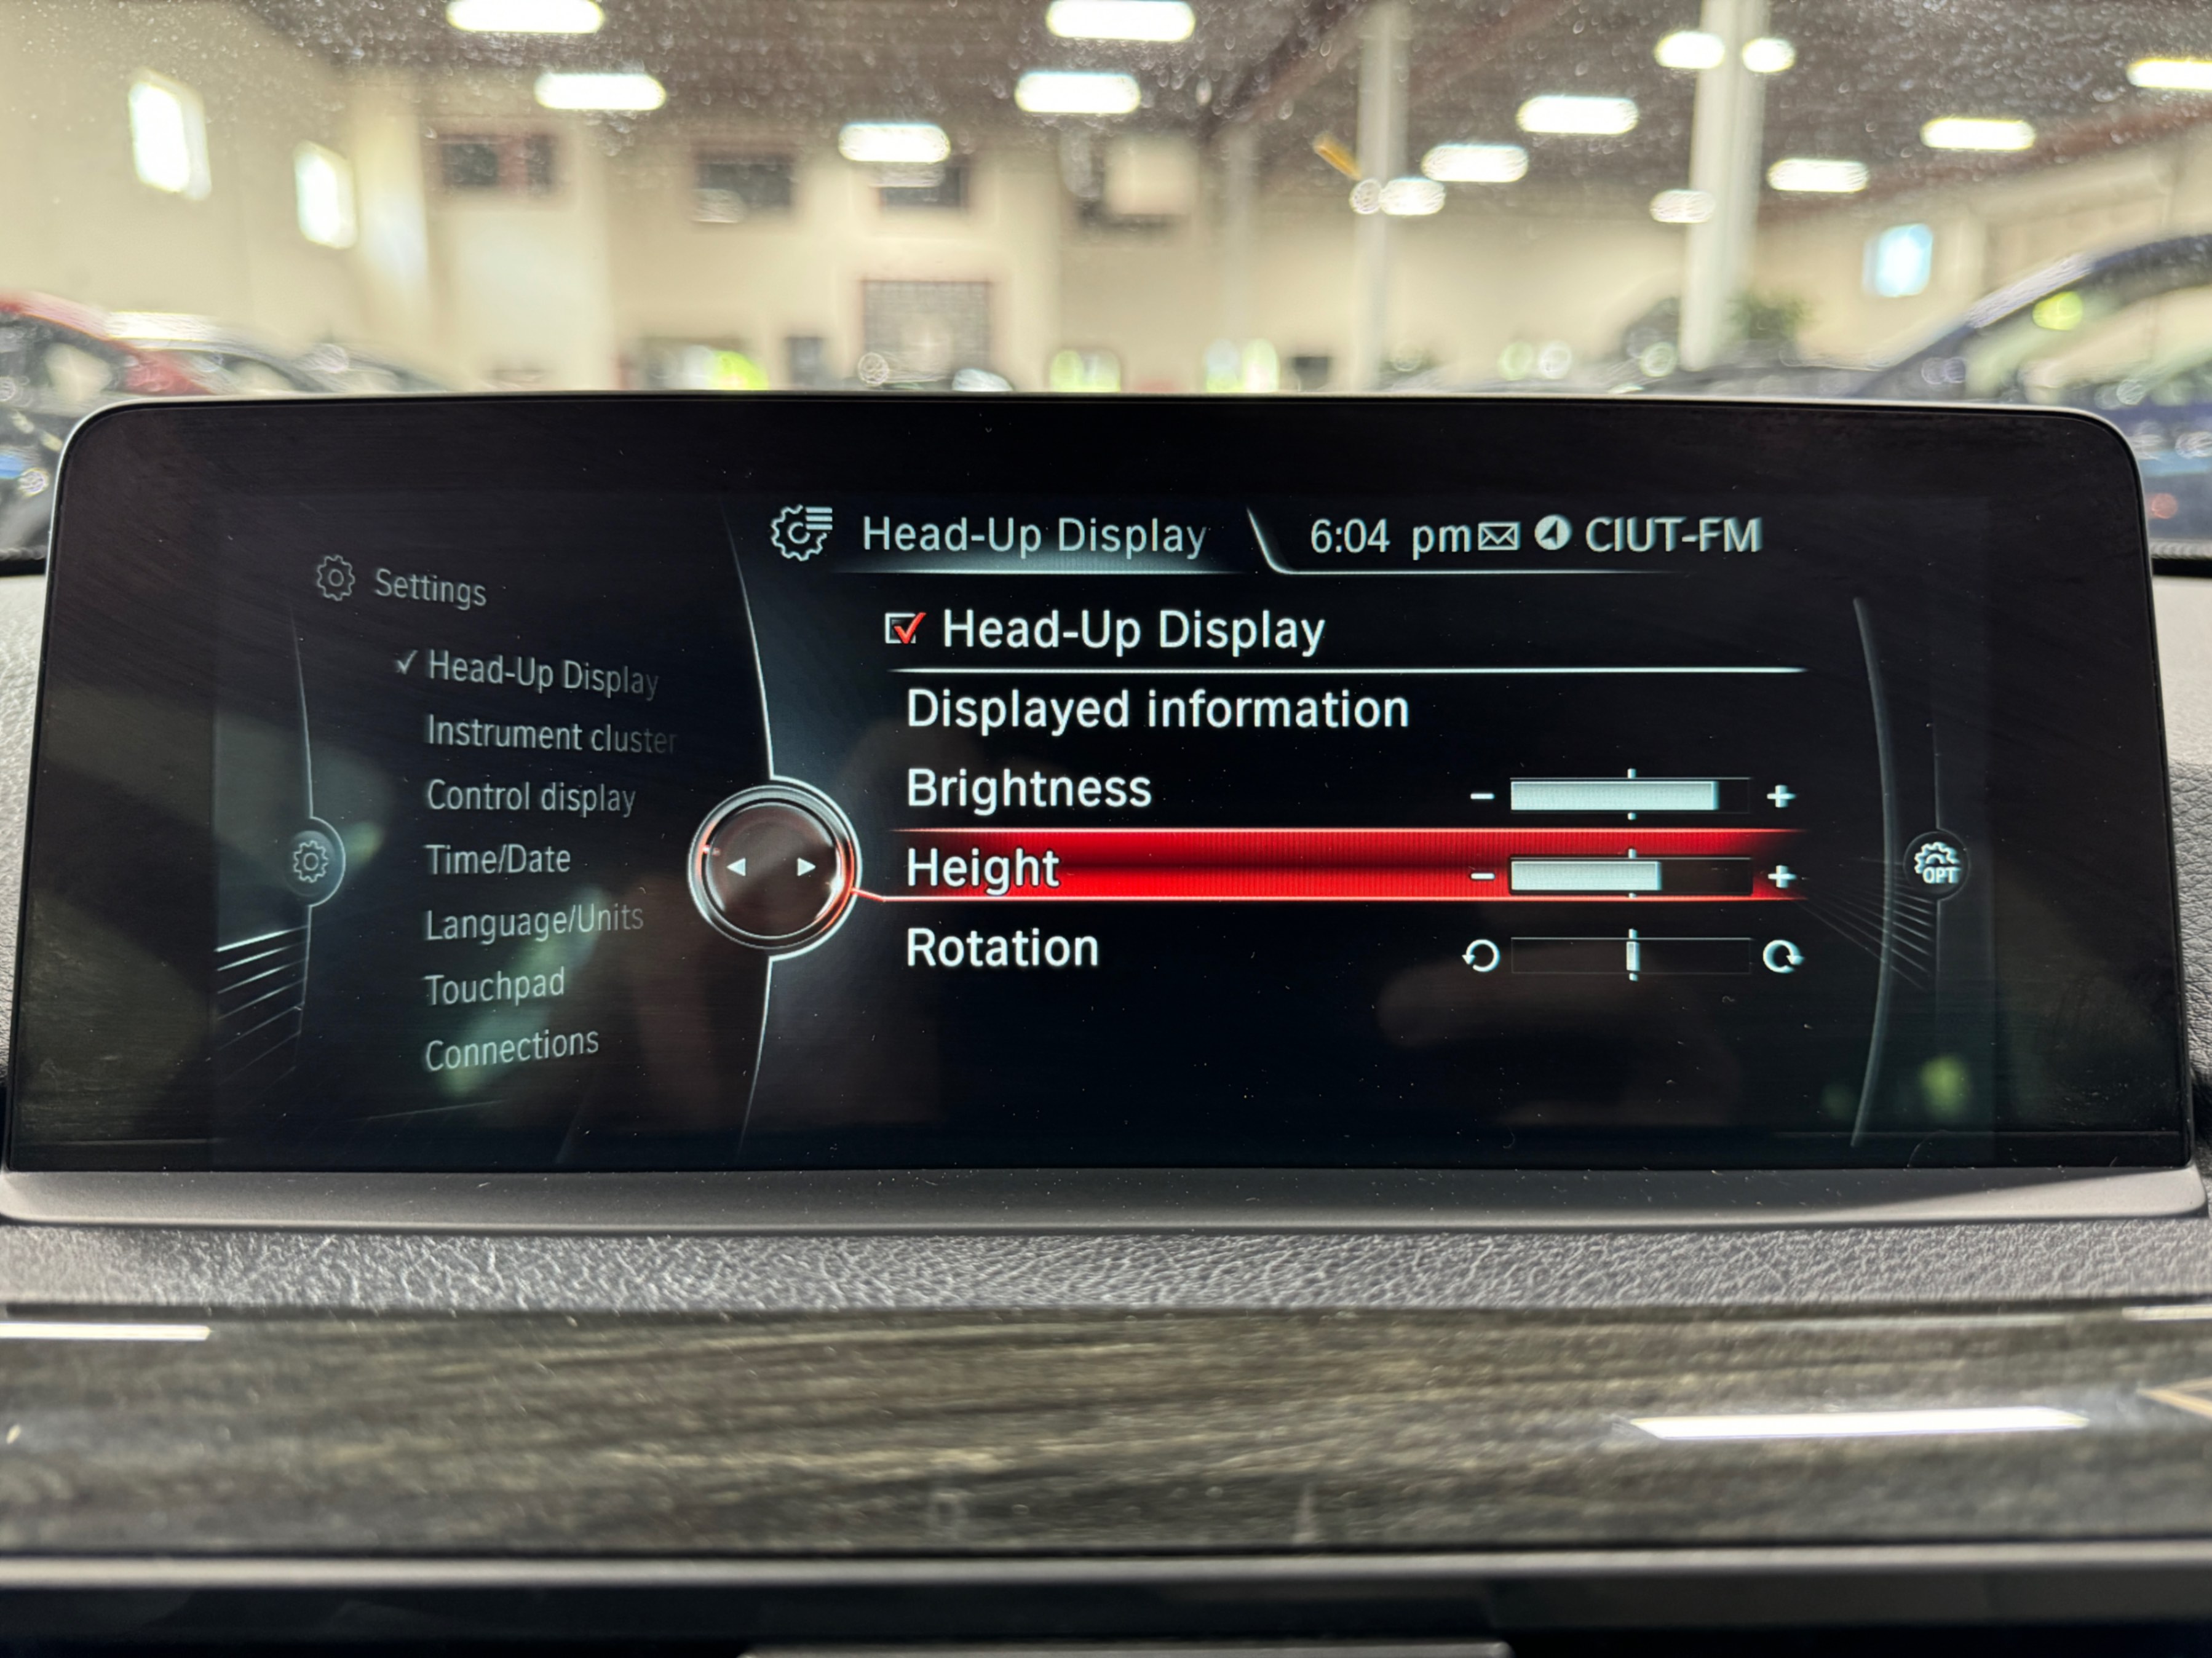 Head-Up Display 6:04 pm CIUT-FM
Settings
✓ Head-Up Display
Instrument cluster
Control display
Time/Date
Language/Units
Touchpad
Connections
Head-Up Display
Displayed information
Brightness - +
Height - +
Rotation
OPT